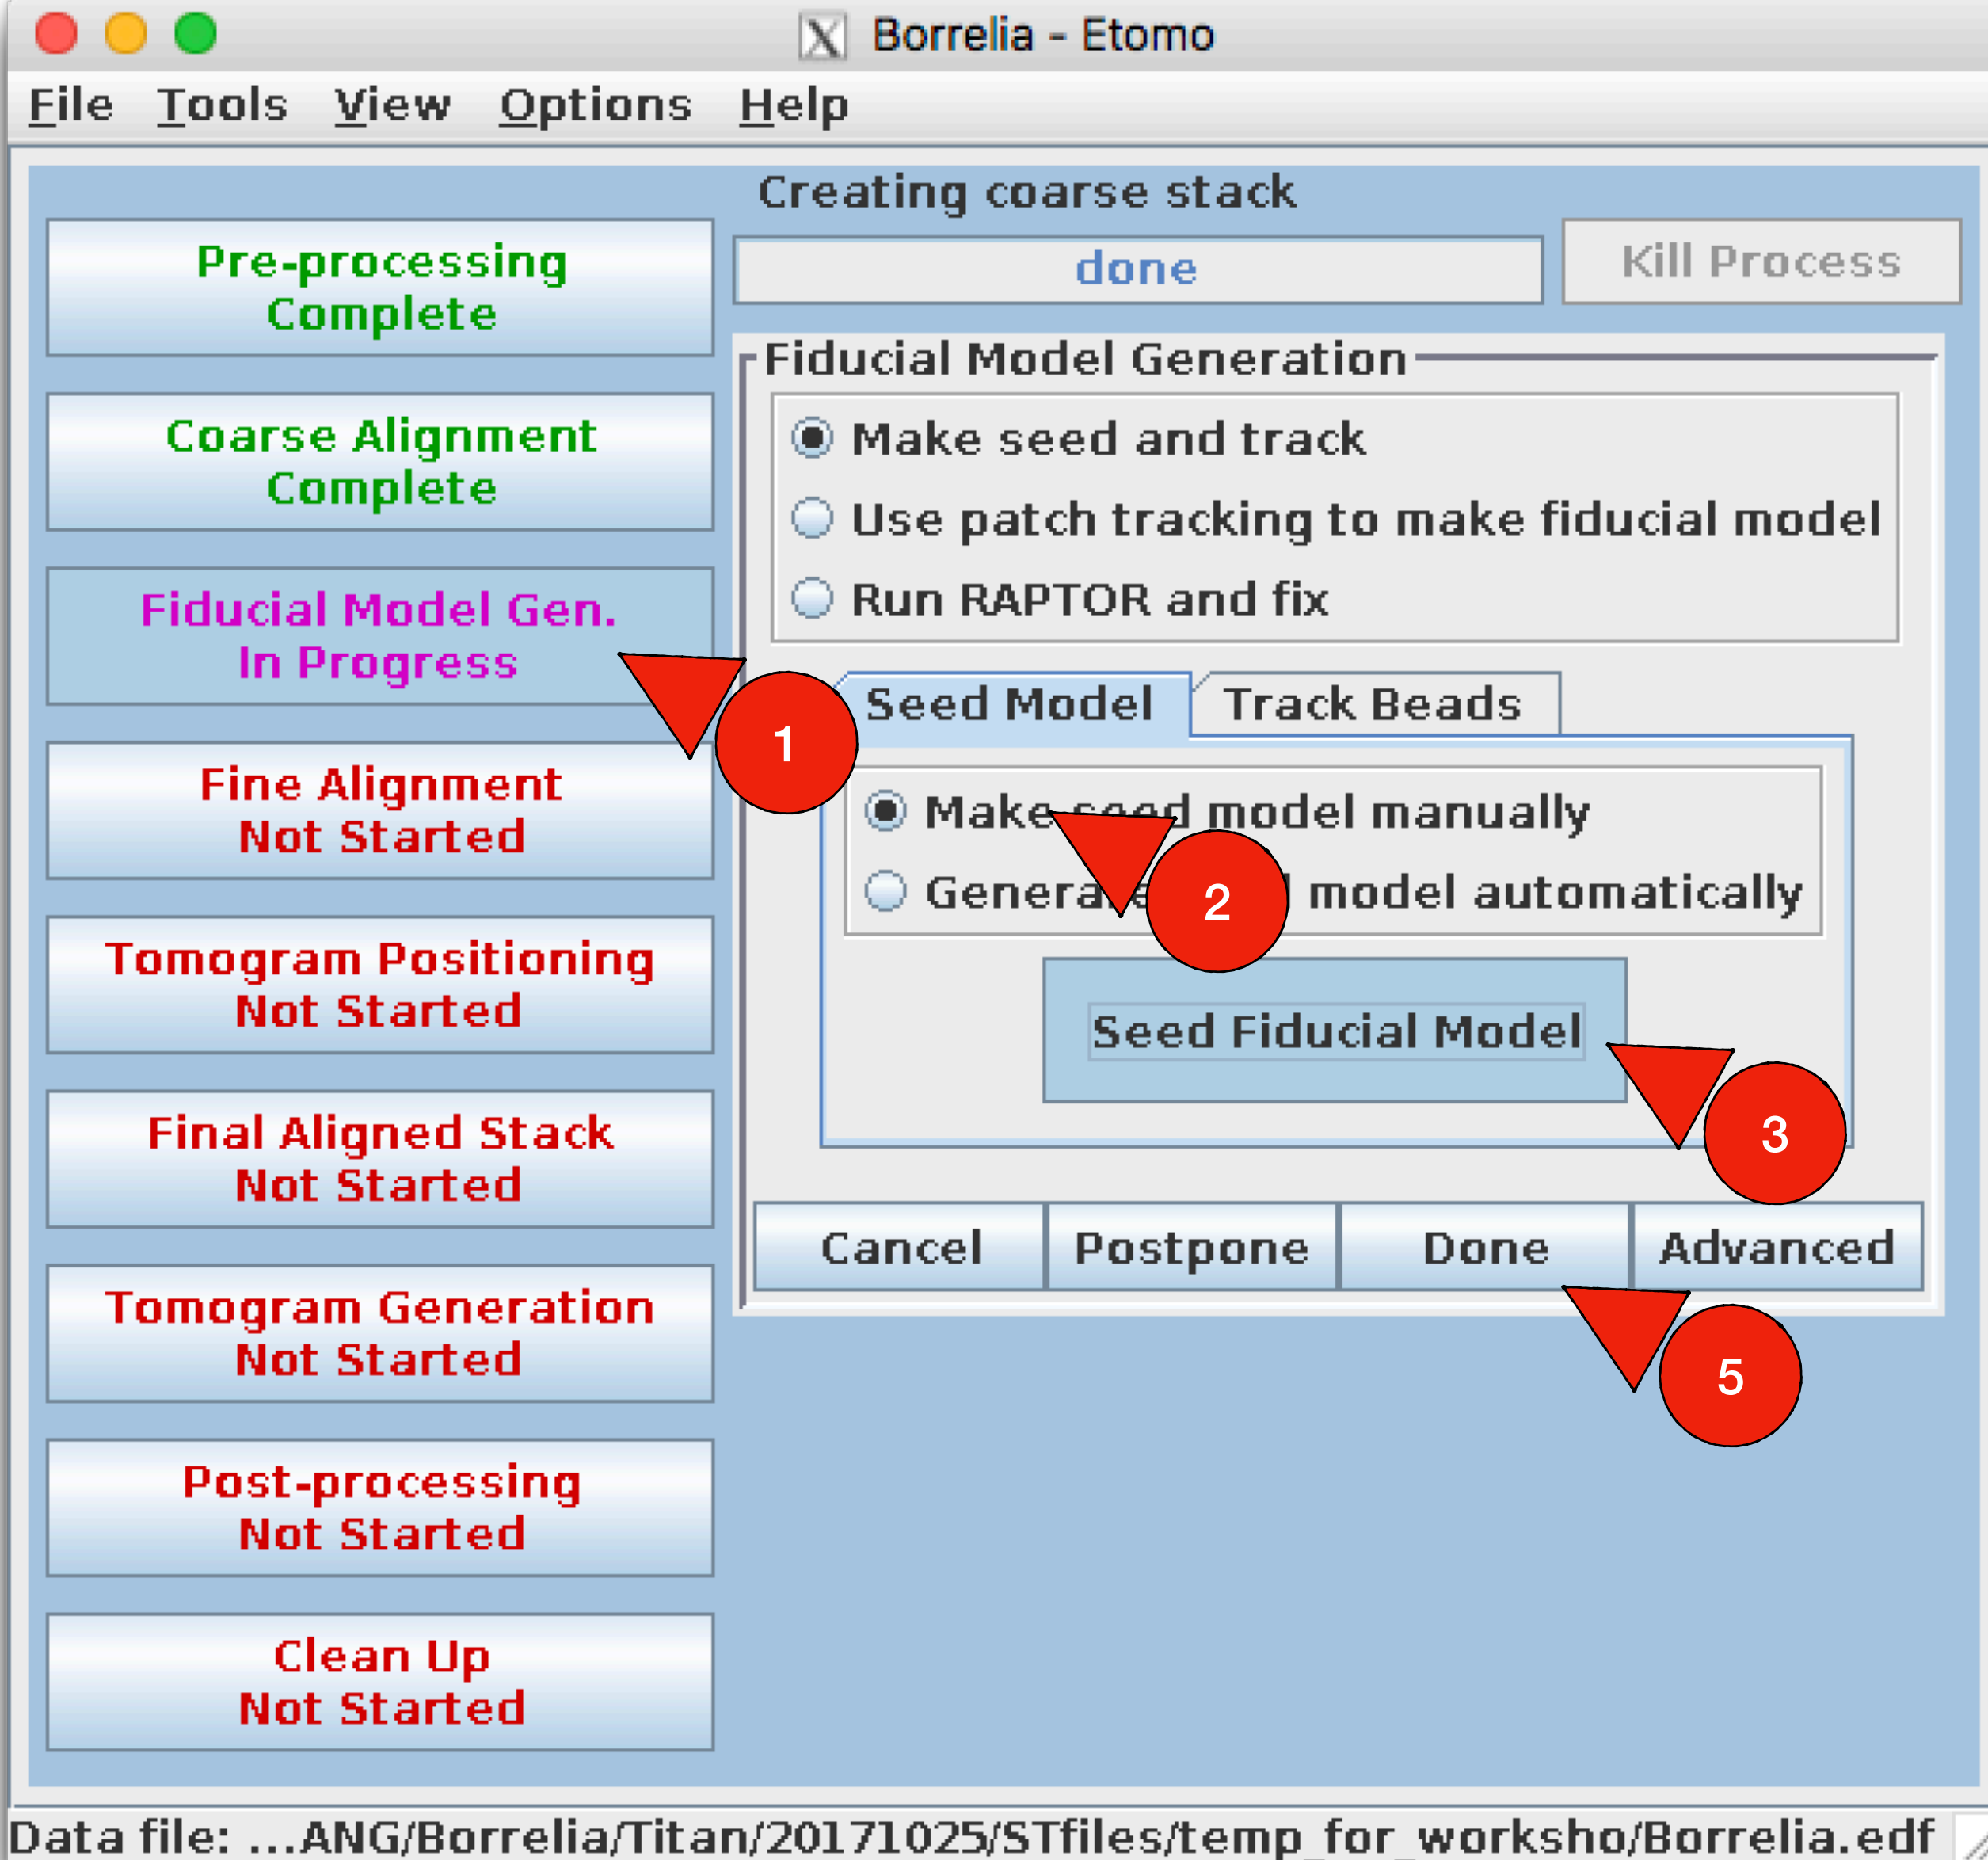 Borrelia - Etomo
File Tools View Options Help
Creating coarse stack
done
Kill Process
Pre-processing
Complete
Coarse Alignment
Complete
Fiducial Model Gen.
In Progress
Fine Alignment
Not Started
Tomogram Positioning
Not Started
Final Aligned Stack
Not Started
Tomogram Generation
Not Started
Post-processing
Not Started
Clean Up
Not Started
Fiducial Model Generation
Make seed and track
Use patch tracking to make fiducial model
Run RAPTOR and fix
1
Seed Model Track Beads
Make seed model manually
2
model automatically
Seed Fiducial Model
3
Cancel Postpone Done Advanced
5
Data file: ...ANG/Borrelia/Titan/20171025/STfiles/temp_for_worksho/Borrelia.edf